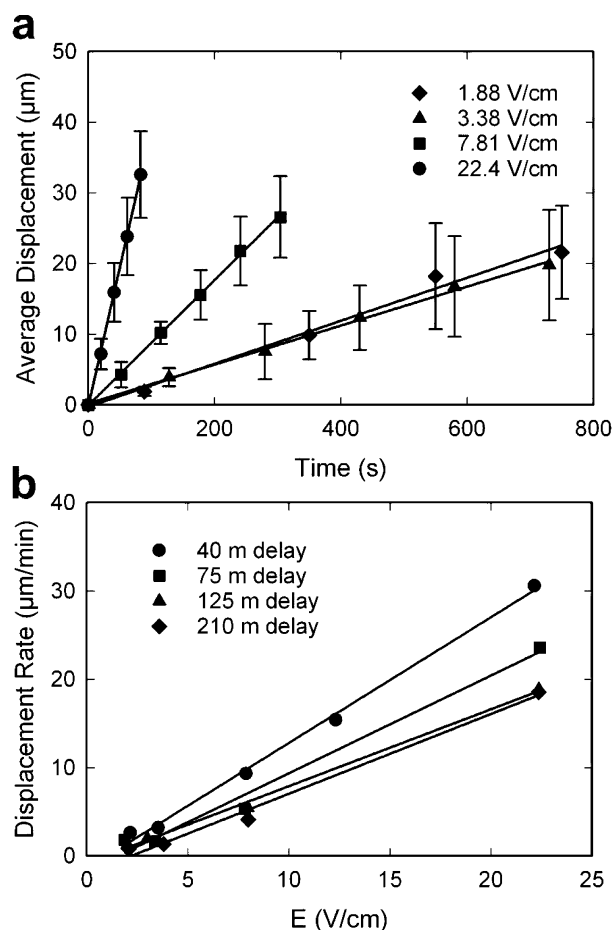 a
50
40
30
20
10
0
Average Displacement (µm)
1.88 V/cm
3.38 V/cm
7.81 V/cm
22.4 V/cm
0
200
400
600
800
Time (s)
b
40
30
20
10
0
Displacement Rate (µm/min)
40 m delay
75 m delay
125 m delay
210 m delay
0
5
10
15
20
25
E (V/cm)